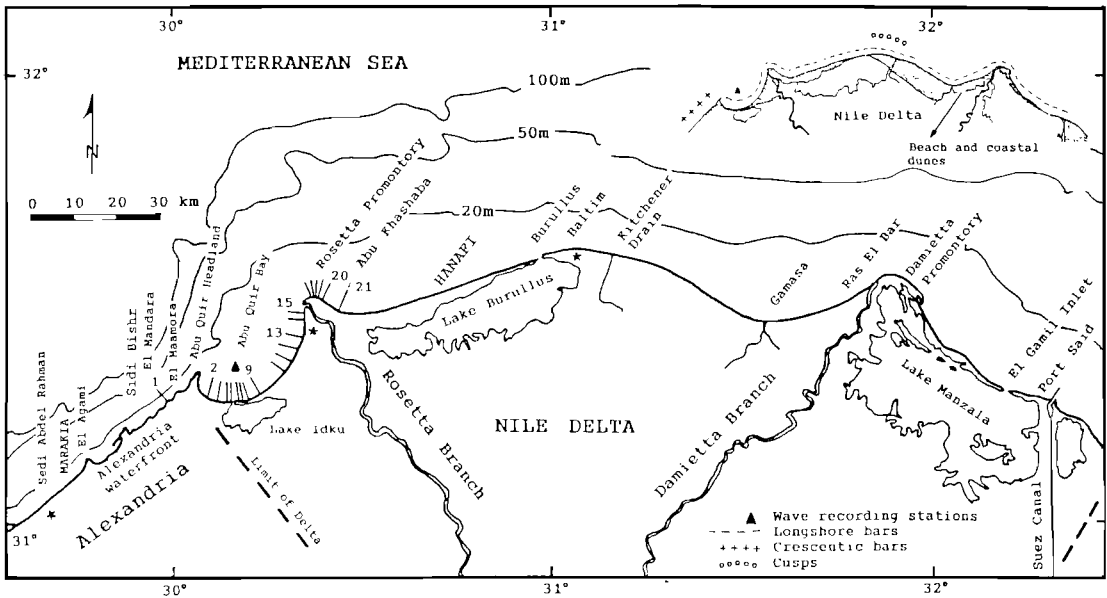 30°
31°
32°
MEDITERRANEAN SEA
32°
100m
50m
20m
N
0 10 20 30 km
Nile Delta
Beach and coastal
dunes
Sedi Abdel Rahman
MARAKIA
El Agami
Alexandria
waterfront
Alexandria
Sidi Bishr
El Mandara
El Maamora
Abu Quir Headland
Abu Quir Bay
Rosetta Promontory
Abu Khashaba
HANAFI
Burullus
Baltim
Kitchener
Drain
Gamasa
Ras El Bar
Damietta
Promontory
El Gamil Inlet
Port Said
1
2
9
13
15
20
21
Lake Idku
Lake Burullus
Lake Manzala
Limit of
Delta
Rosetta Branch
NILE DELTA
Damietta Branch
Suez Canal
31°
▲ Wave recording stations
--- Longshore bars
++++ Crescentic bars
ooooo Cusps
30°
31°
32°